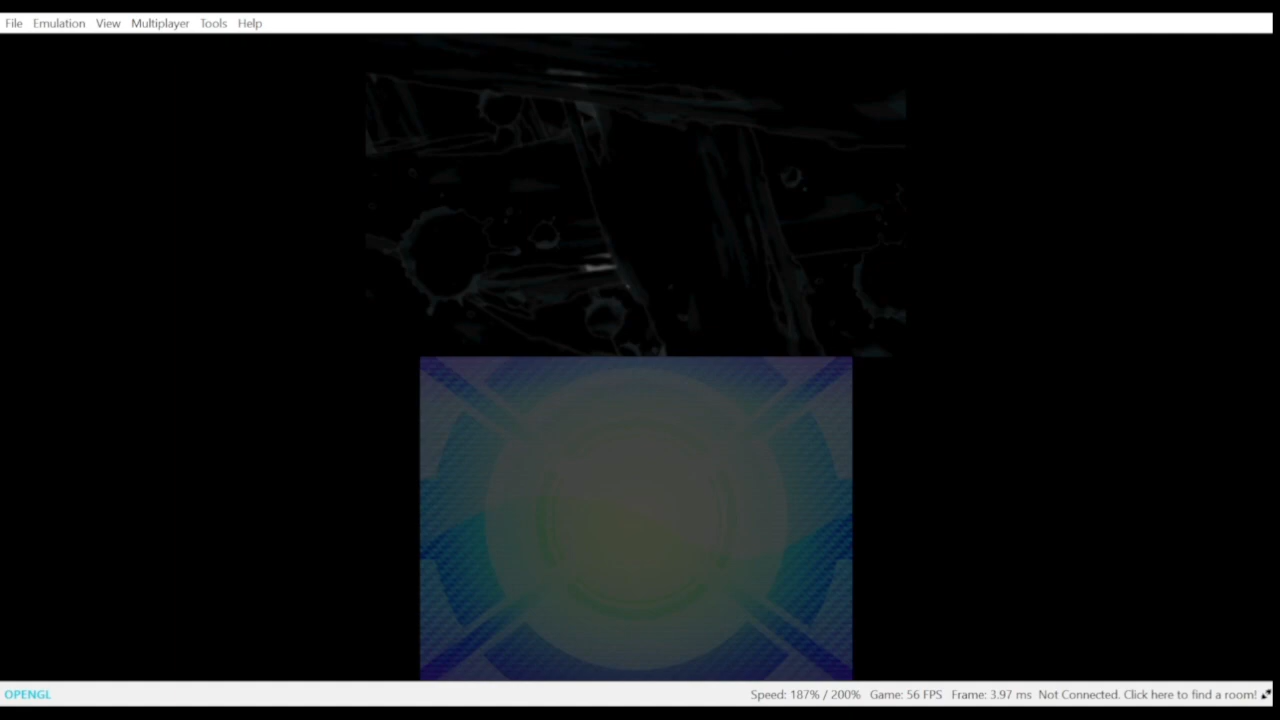 File Emulation View Multiplayer Tools Help
OPENGL Speed: 187% / 200% Game: 56 FPS Frame: 3.97 ms Not Connected. Click here to find a room!